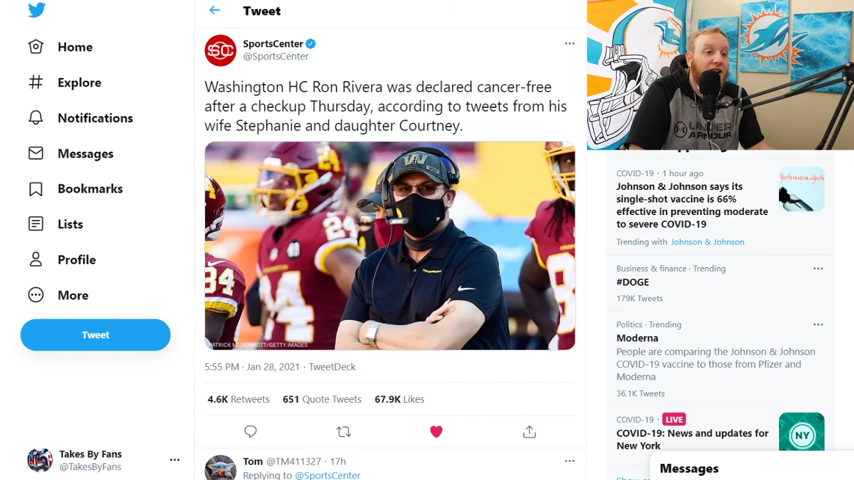 Home
Explore
Notifications
Messages
Bookmarks
Lists
Profile
More
Tweet
Takes By Fans
@TakesByFans
Tweet
SportsCenter
@SportsCenter
Washington HC Ron Rivera was declared cancer-free
after a checkup Thursday, according to tweets from his
wife Stephanie and daughter Courtney.
W
24
5:55 PM · Jan 28, 2021 · TweetDeck
4.6K Retweets 651 Quote Tweets 67.9K Likes
Tom @TM411327 · 17h
Replying to @SportsCenter
UNDER ARMOUR
COVID-19 · 1 hour ago
Johnson & Johnson says its
single-shot vaccine is 66%
effective in preventing moderate
to severe COVID-19
Trending with Johnson & Johnson
Business & finance · Trending
#DOGE
179K Tweets
Politics · Trending
Moderna
People are comparing the Johnson & Johnson
COVID-19 vaccine to those from Pfizer and
Moderna
36.1K Tweets
COVID-19 · LIVE
COVID-19: News and updates for
New York
NY
Messages